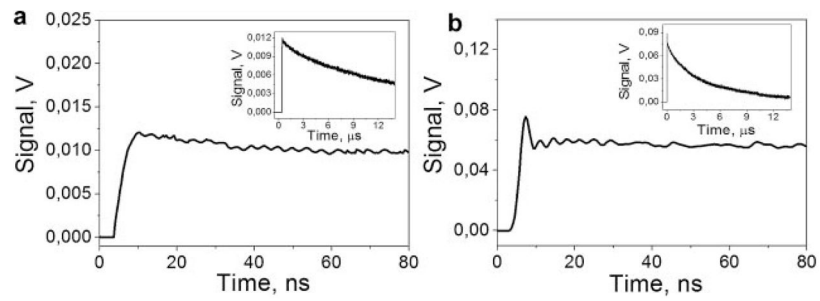 a
Signal, V
0,025
0,020
0,015
0,010
0,005
0,000
0 20 40 60 80
Time, ns
Signal, V
0,012
0,009
0,006
0,003
0,000
0 3 6 9 12
Time, μs
b
Signal, V
0,12
0,08
0,04
0,00
0 20 40 60 80
Time, ns
Signal, V
0,09
0,06
0,03
0,00
0 3 6 9 12
Time, μs